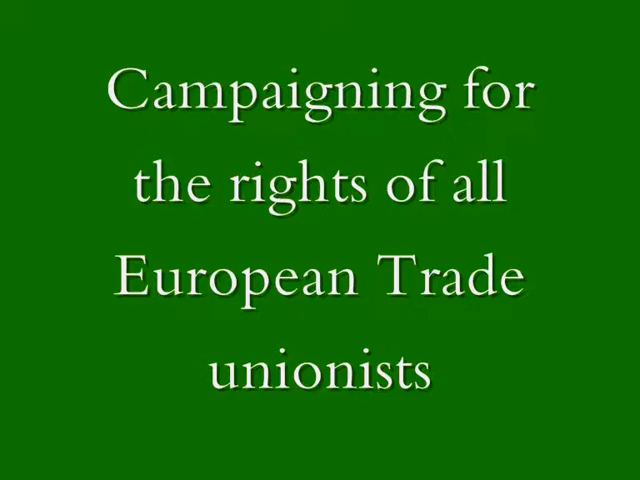 Campaigning for
the rights of all
European Trade
unionists